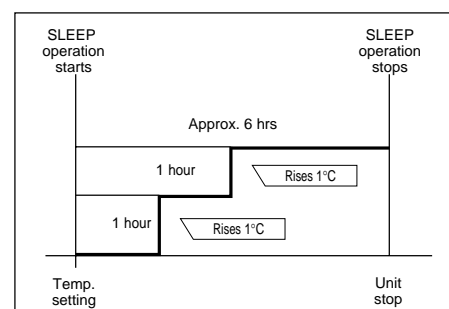 SLEEP
operation
starts
SLEEP
operation
stops
Approx. 6 hrs
1 hour
Rises 1°C
1 hour
Rises 1°C
Temp.
setting
Unit
stop